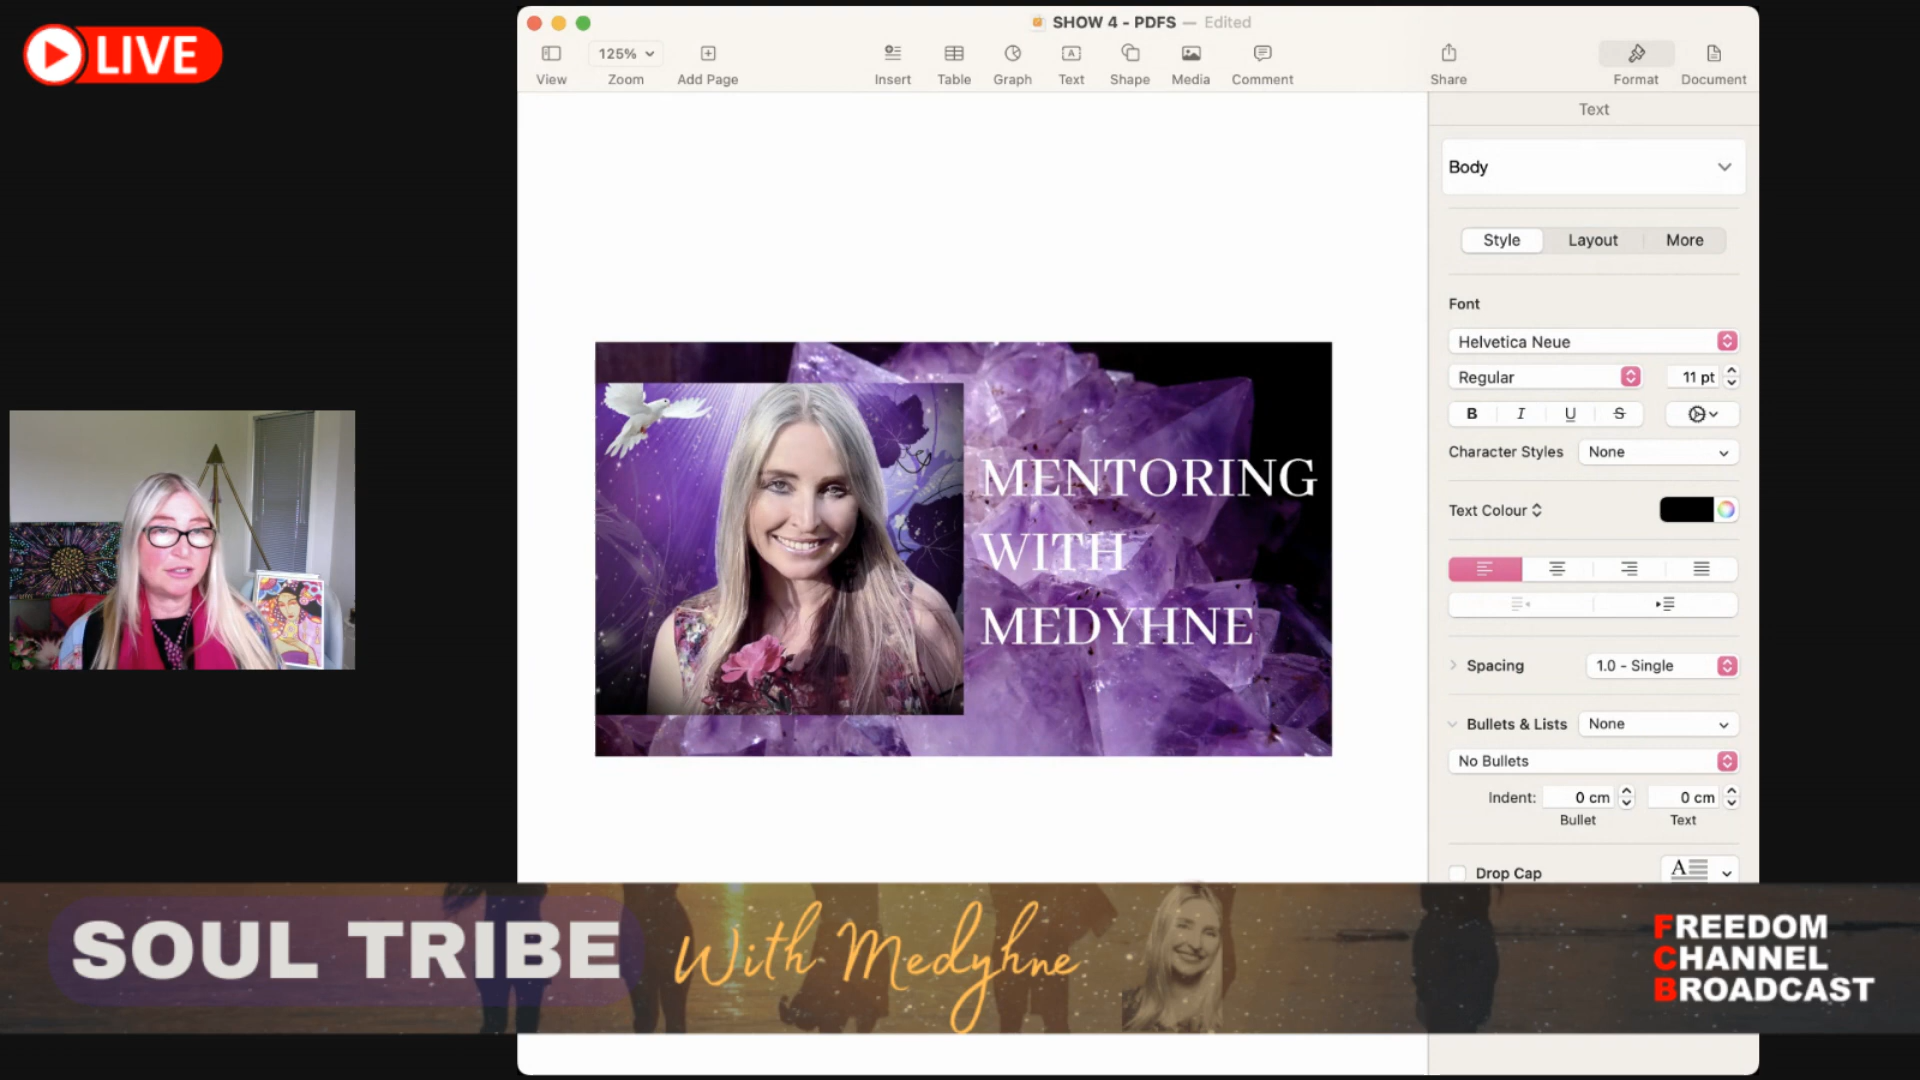 LIVE
SHOW 4 - PDFS — Edited
125%
View
Zoom
Add Page
Insert
Table
Graph
Text
Shape
Media
Comment
Share
Format
Document
Text
Body
Style
Layout
More
Font
Helvetica Neue
Regular
11 pt
B I U S
Character Styles
None
Text Colour
Spacing
1.0 - Single
Bullets & Lists
None
No Bullets
Indent:
0 cm
0 cm
Bullet
Text
Drop Cap
A
MENTORING
WITH
MEDYHNE
SOUL TRIBE
With Medyhne
FREEDOM
CHANNEL
BROADCAST